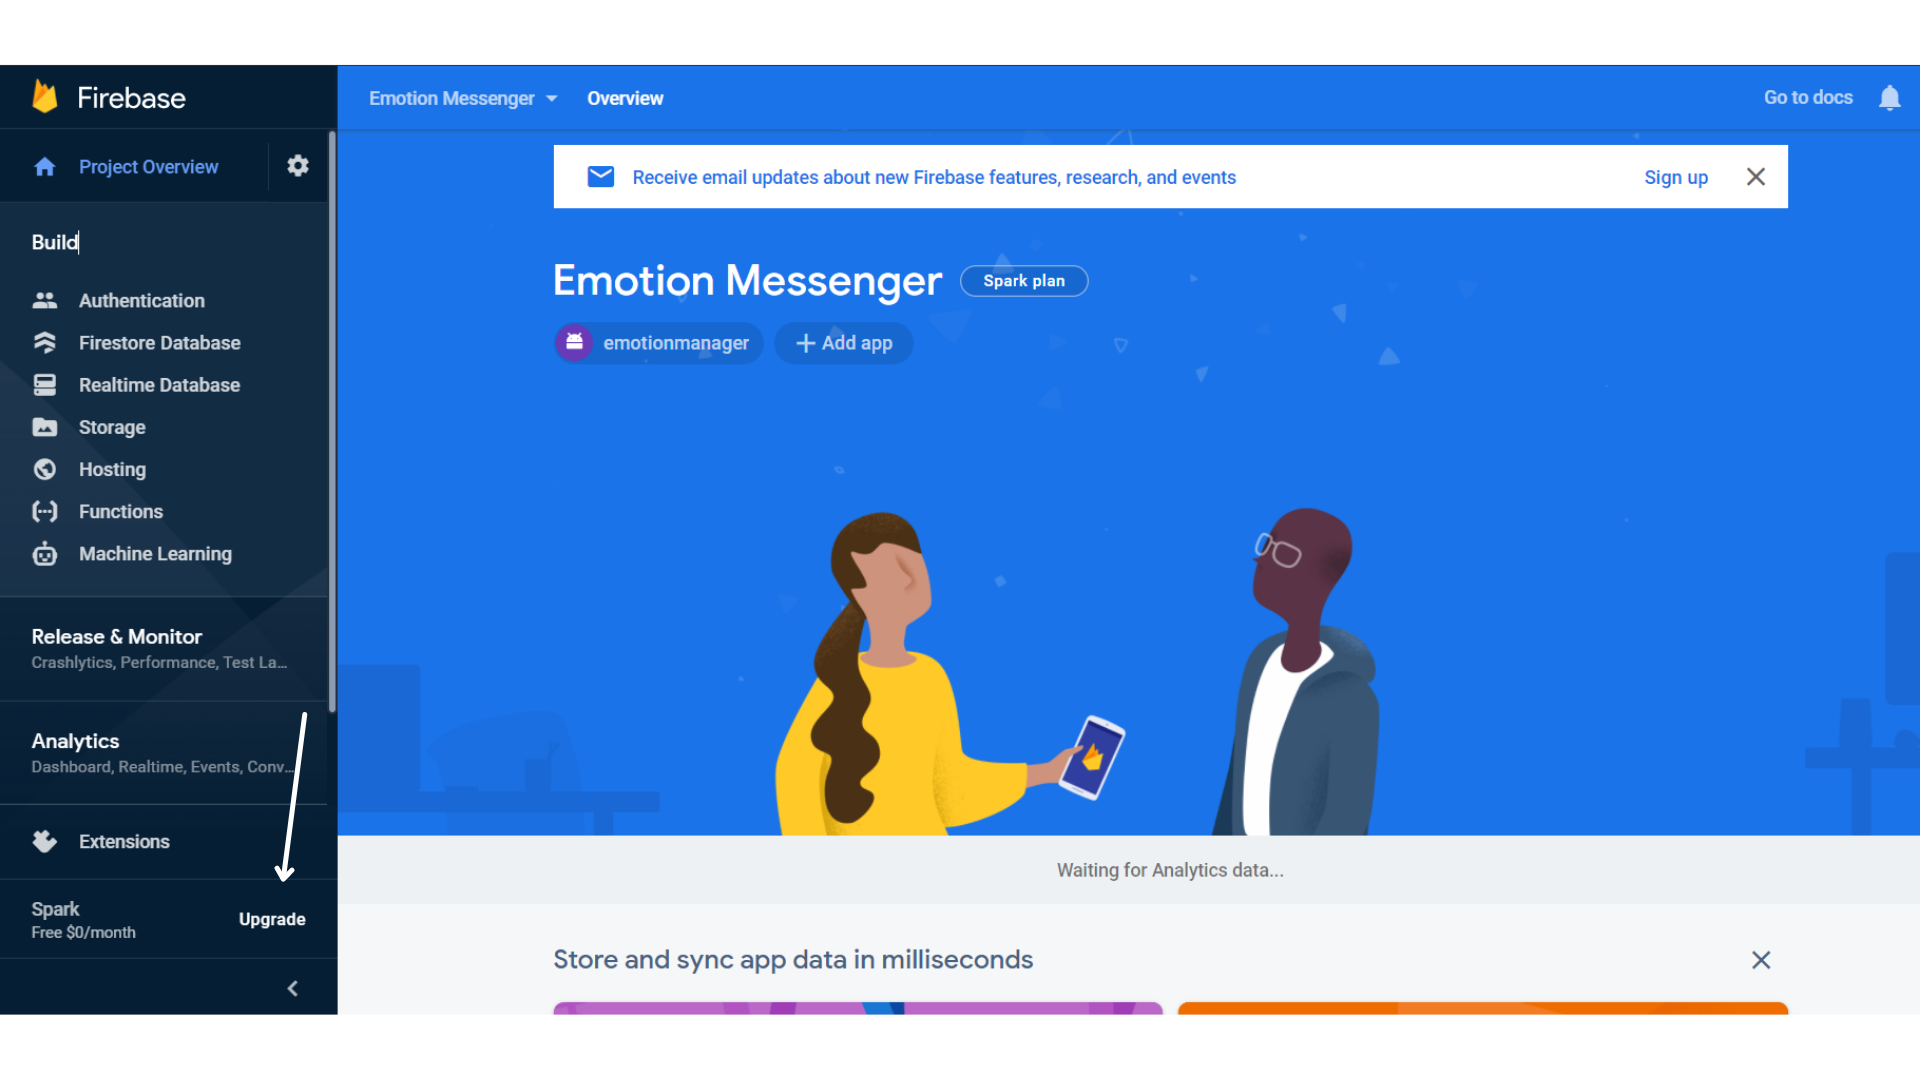 Firebase
Emotion Messenger
Overview
Go to docs
Project Overview
Receive email updates about new Firebase features, research, and events
Sign up
Build
Authentication
Firestore Database
Realtime Database
Storage
Hosting
Functions
Machine Learning
Release & Monitor
Crashlytics, Performance, Test La...
Analytics
Dashboard, Realtime, Events, Conv...
Extensions
Spark
Free $0/month
Upgrade
Emotion Messenger
Spark plan
emotionmanager
Add app
Waiting for Analytics data...
Store and sync app data in milliseconds